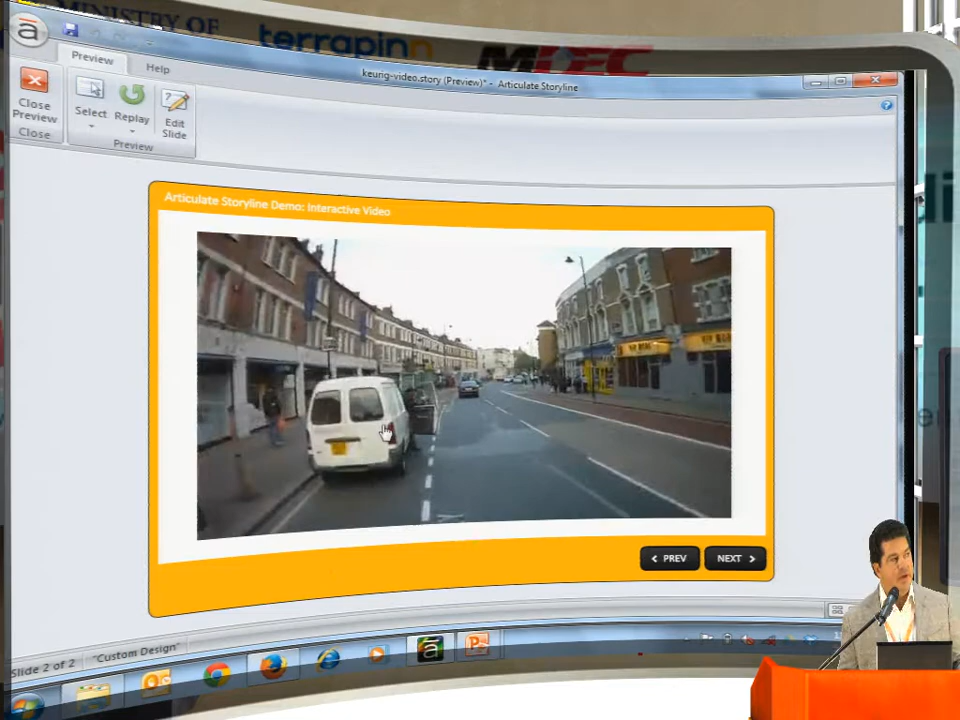 MINISTRY OF
terrapinn
MDEC
keung-video.story (Preview)* - Articulate Storyline
Preview
Help
Close Preview
Select
Replay
Edit Slide
Close
Preview
Articulate Storyline Demo: Interactive Video
PREV
NEXT
Slide 2 of 2
"Custom Design"